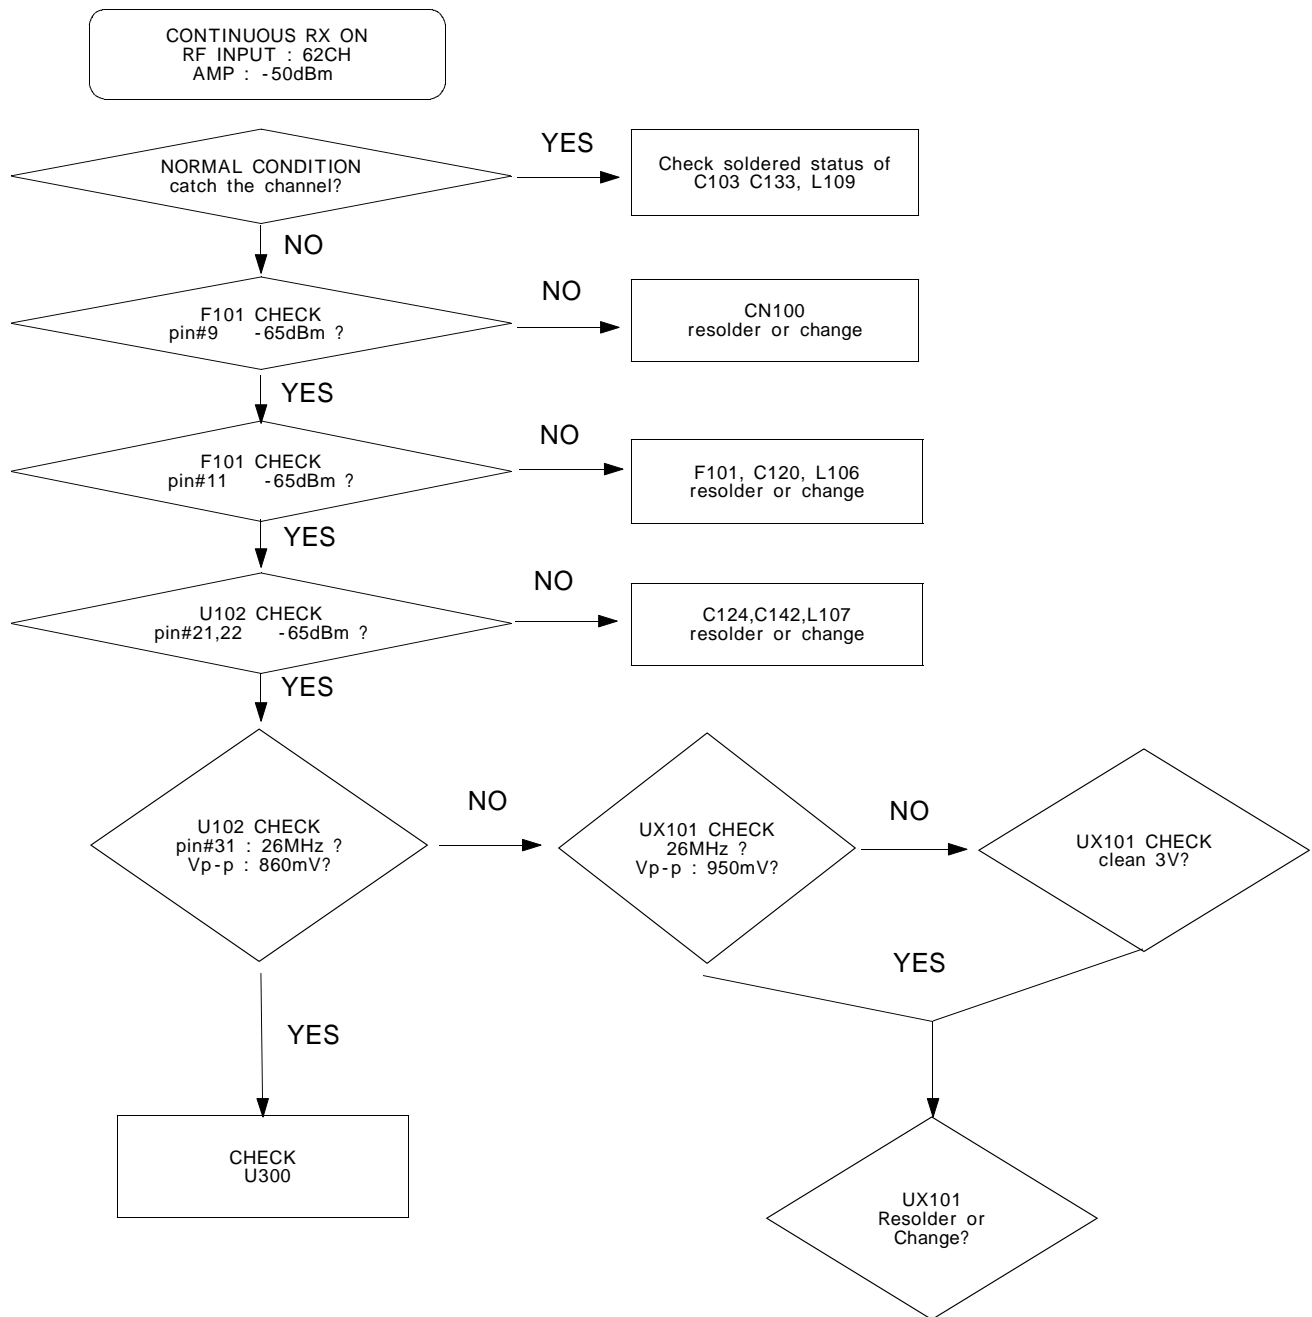 CONTINUOUS RX ON
RF INPUT : 62CH
AMP : -50dBm
NORMAL CONDITION
catch the channel?
YES
Check soldered status of
C103 C133, L109
NO
F101 CHECK
pin#9 -65dBm ?
NO
CN100
resolder or change
YES
F101 CHECK
pin#11 -65dBm ?
NO
F101, C120, L106
resolder or change
YES
U102 CHECK
pin#21,22 -65dBm ?
NO
C124,C142,L107
resolder or change
YES
U102 CHECK
pin#31 : 26MHz ?
Vp-p : 860mV?
NO
UX101 CHECK
26MHz ?
Vp-p : 950mV?
NO
UX101 CHECK
clean 3V?
YES
YES
CHECK
U300
UX101
Resolder or
Change?